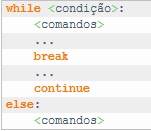 while <condição>:
    <comandos>
    ...
    break
    ...
    continue
else:
    <comandos>